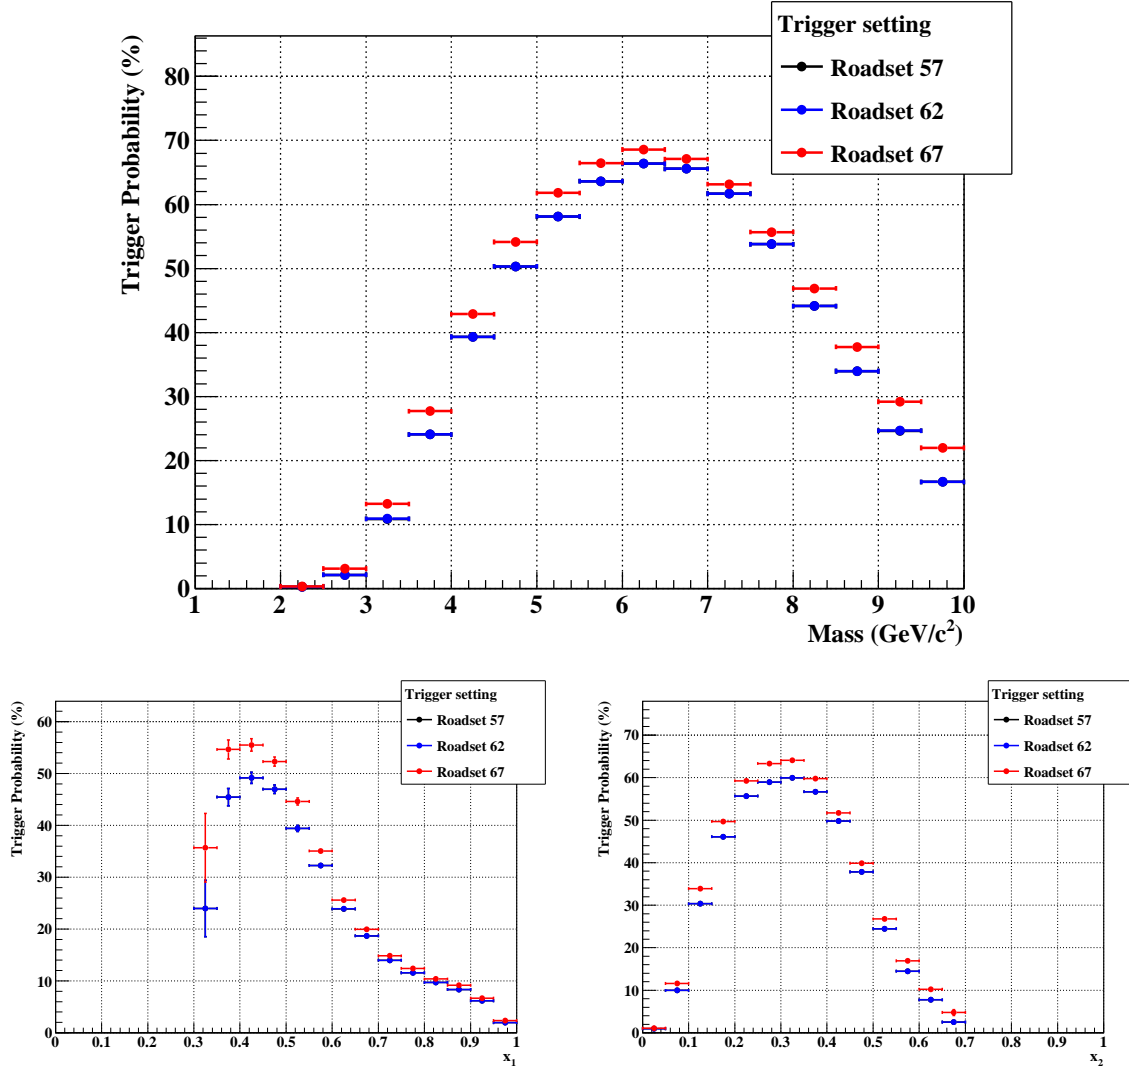 Trigger setting
Roadset 57
Roadset 62
Roadset 67
Trigger Probability (%)
80
70
60
50
40
30
20
10
0
1 2 3 4 5 6 7 8 9 10
Mass (GeV/c²)
Trigger setting
Roadset 57
Roadset 62
Roadset 67
Trigger Probability (%)
60
50
40
30
20
10
0
0 0.1 0.2 0.3 0.4 0.5 0.6 0.7 0.8 0.9 1
x₁
Trigger setting
Roadset 57
Roadset 62
Roadset 67
Trigger Probability (%)
70
60
50
40
30
20
10
0
0 0.1 0.2 0.3 0.4 0.5 0.6 0.7 0.8 0.9 1
x₂